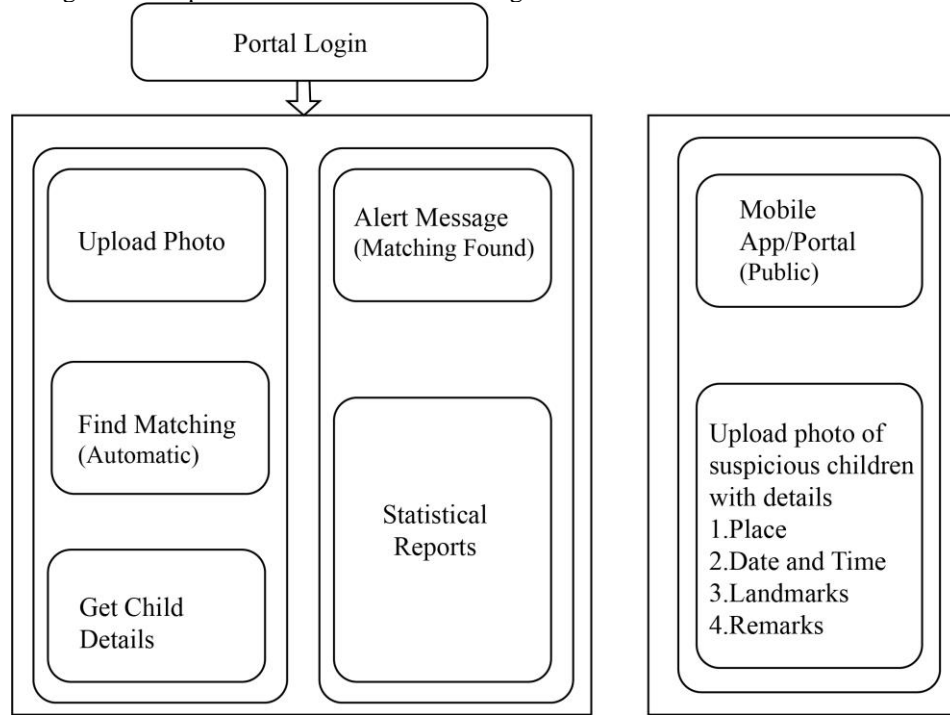 Portal Login
Upload Photo
Find Matching
(Automatic)
Get Child
Details
Alert Message
(Matching Found)
Statistical
Reports
Mobile
App/Portal
(Public)
Upload photo of
suspicious children
with details
1.Place
2.Date and Time
3.Landmarks
4.Remarks